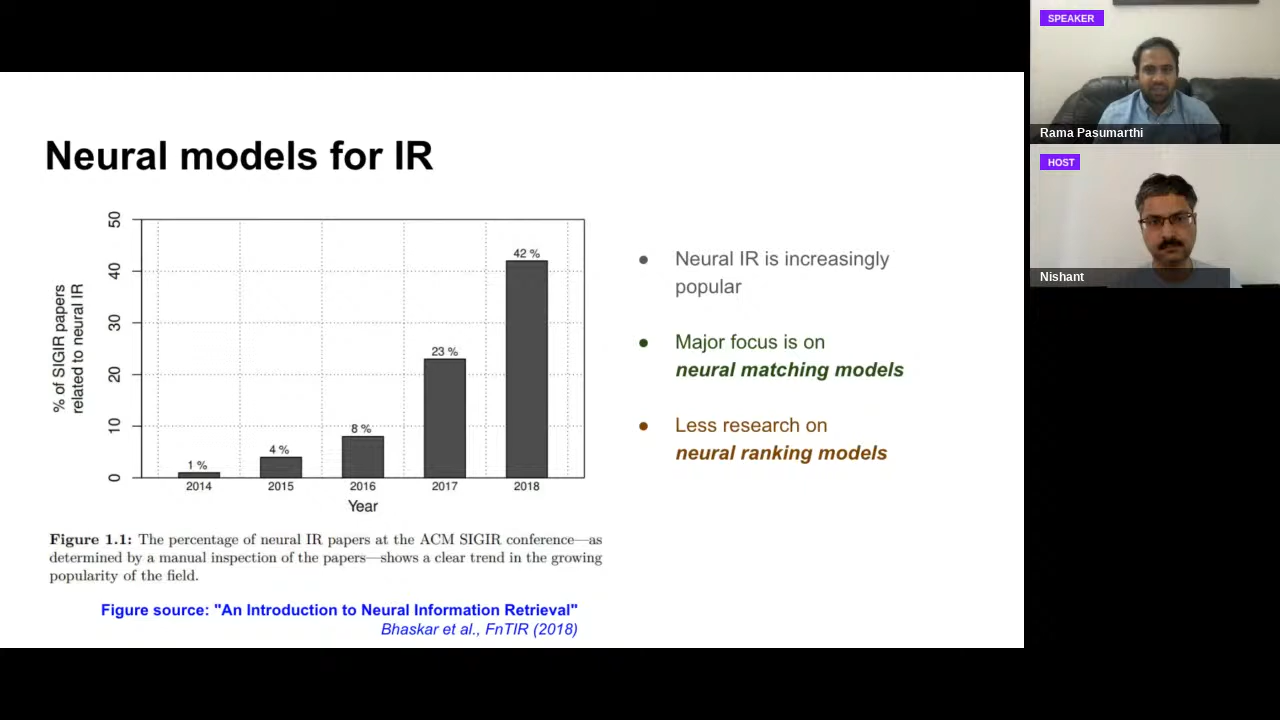 Neural models for IR
50
40
30
20
10
0
% of SIGIR papers
related to neural IR
1 %
4 %
8 %
23 %
42 %
2014 2015 2016 2017 2018
Year
Figure 1.1: The percentage of neural IR papers at the ACM SIGIR conference—as
determined by a manual inspection of the papers—shows a clear trend in the growing
popularity of the field.
Figure source: "An Introduction to Neural Information Retrieval"
Bhaskar et al., FnTIR (2018)
● Neural IR is increasingly
popular
● Major focus is on
neural matching models
● Less research on
neural ranking models
SPEAKER
Rama Pasumarthi
HOST
Nishant